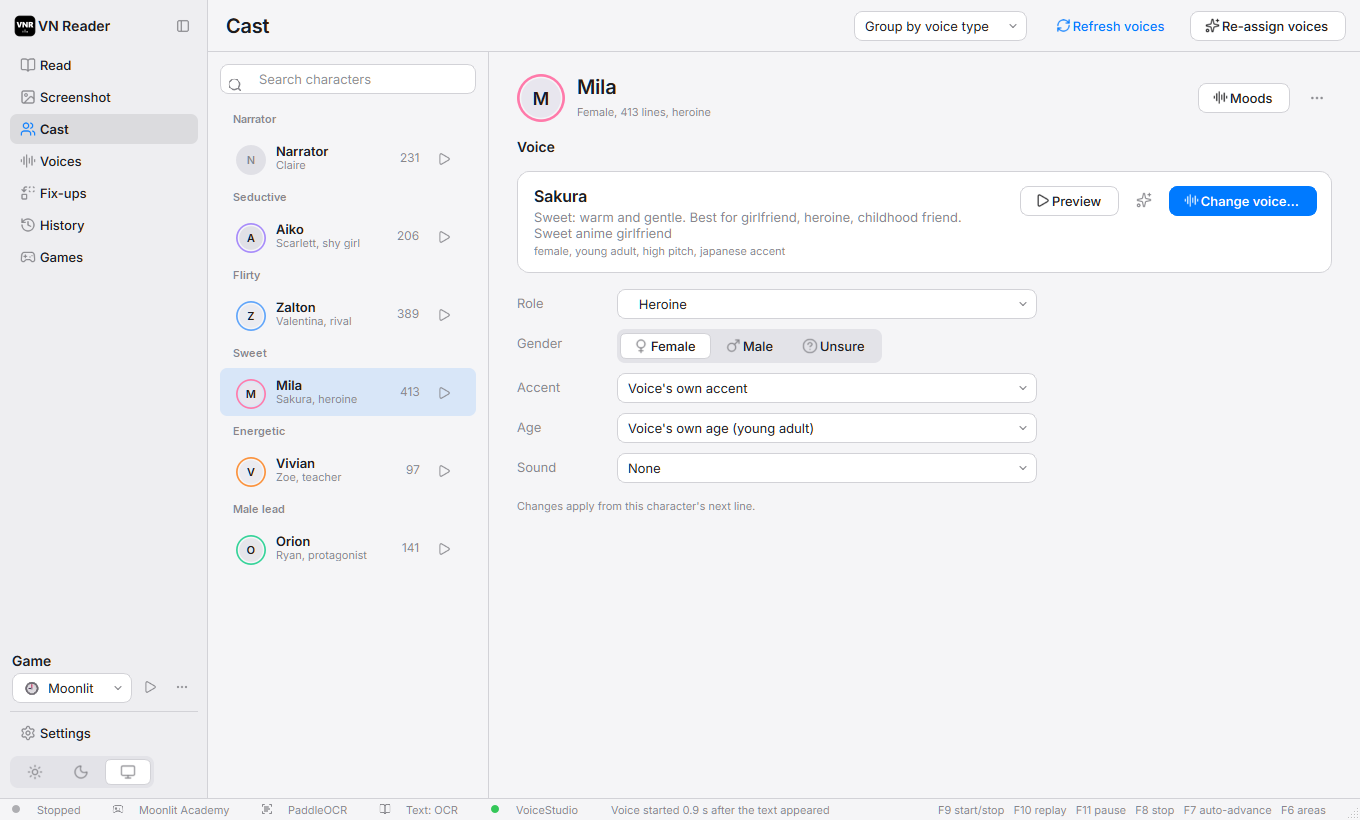 VNR
VN Reader
Read
Screenshot
Cast
Voices
Fix-ups
History
Games
Game
Moonlit
Settings
Cast
Group by voice type
Refresh voices
Re-assign voices
Search characters
Narrator
N
Narrator
231
Claire
Seductive
A
Aiko
206
Scarlett, shy girl
Flirty
Z
Zalton
389
Valentina, rival
Sweet
M
Mila
413
Sakura, heroine
Energetic
V
Vivian
97
Zoe, teacher
Male lead
O
Orion
141
Ryan, protagonist
M
Mila
Female, 413 lines, heroine
Moods
Voice
Sakura
Sweet: warm and gentle. Best for girlfriend, heroine, childhood friend.
Sweet anime girlfriend
female, young adult, high pitch, japanese accent
Preview
Change voice...
Role
Heroine
Gender
Female
Male
Unsure
Accent
Voice's own accent
Age
Voice's own age (young adult)
Sound
None
Changes apply from this character's next line.
Stopped
Moonlit Academy
PaddleOCR
Text: OCR
VoiceStudio
Voice started 0.9 s after the text appeared
F9 start/stop
F10 replay
F11 pause
F8 stop
F7 auto-advance
F6 areas